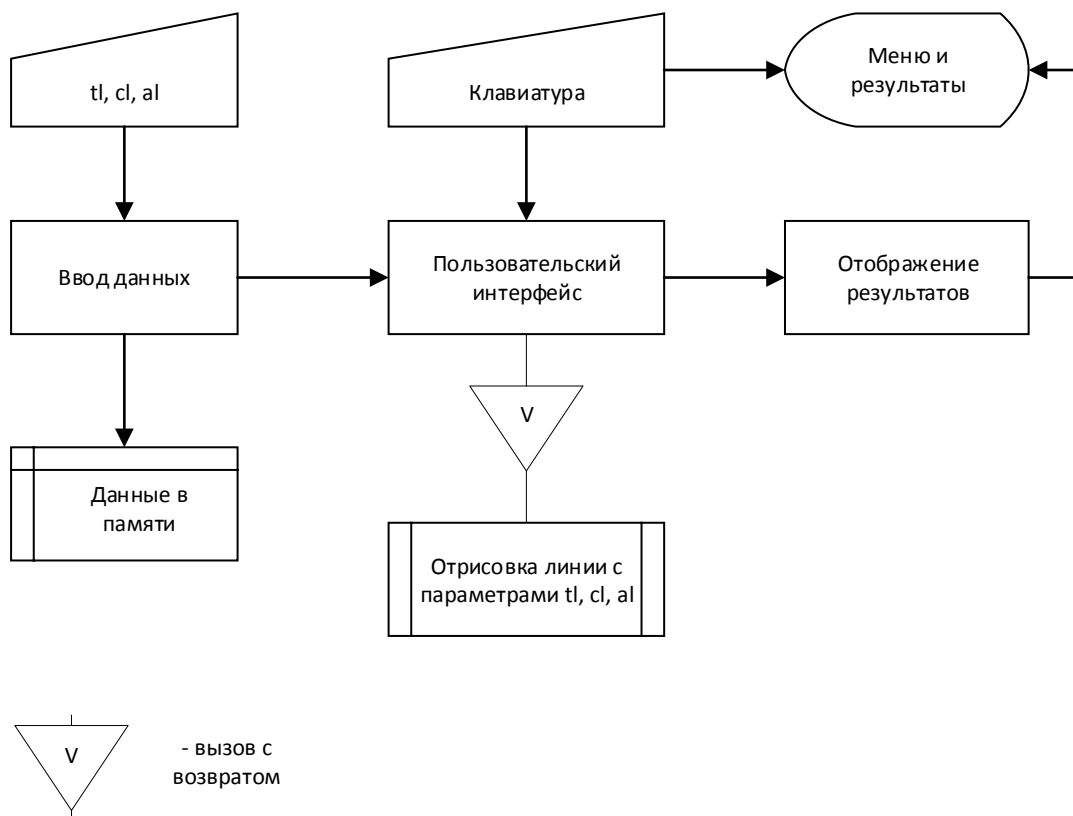 tl, cl, al
Клавиатура
Меню и
результаты
Ввод данных
Пользовательский
интерфейс
Отображение
результатов
V
Данные в
памяти
Отрисовка линии с
параметрами tl, cl, al
V
- вызов с
возвратом